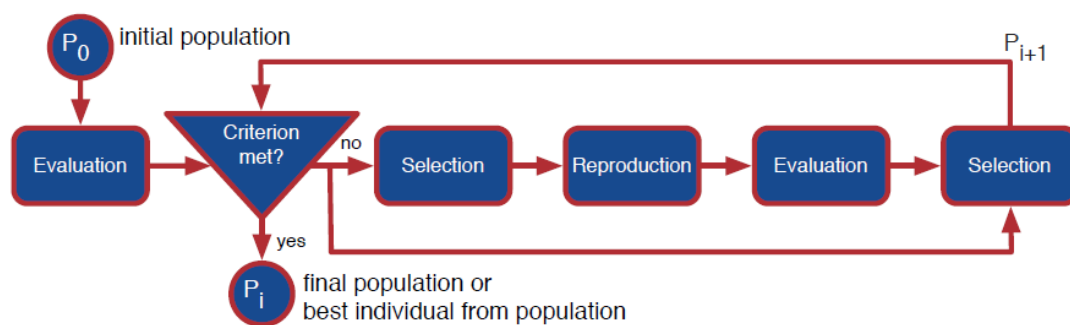 P0
initial population
Pi+1
Evaluation
Criterion
met?
no
Selection
Reproduction
Evaluation
Selection
yes
Pi
final population or
best individual from population